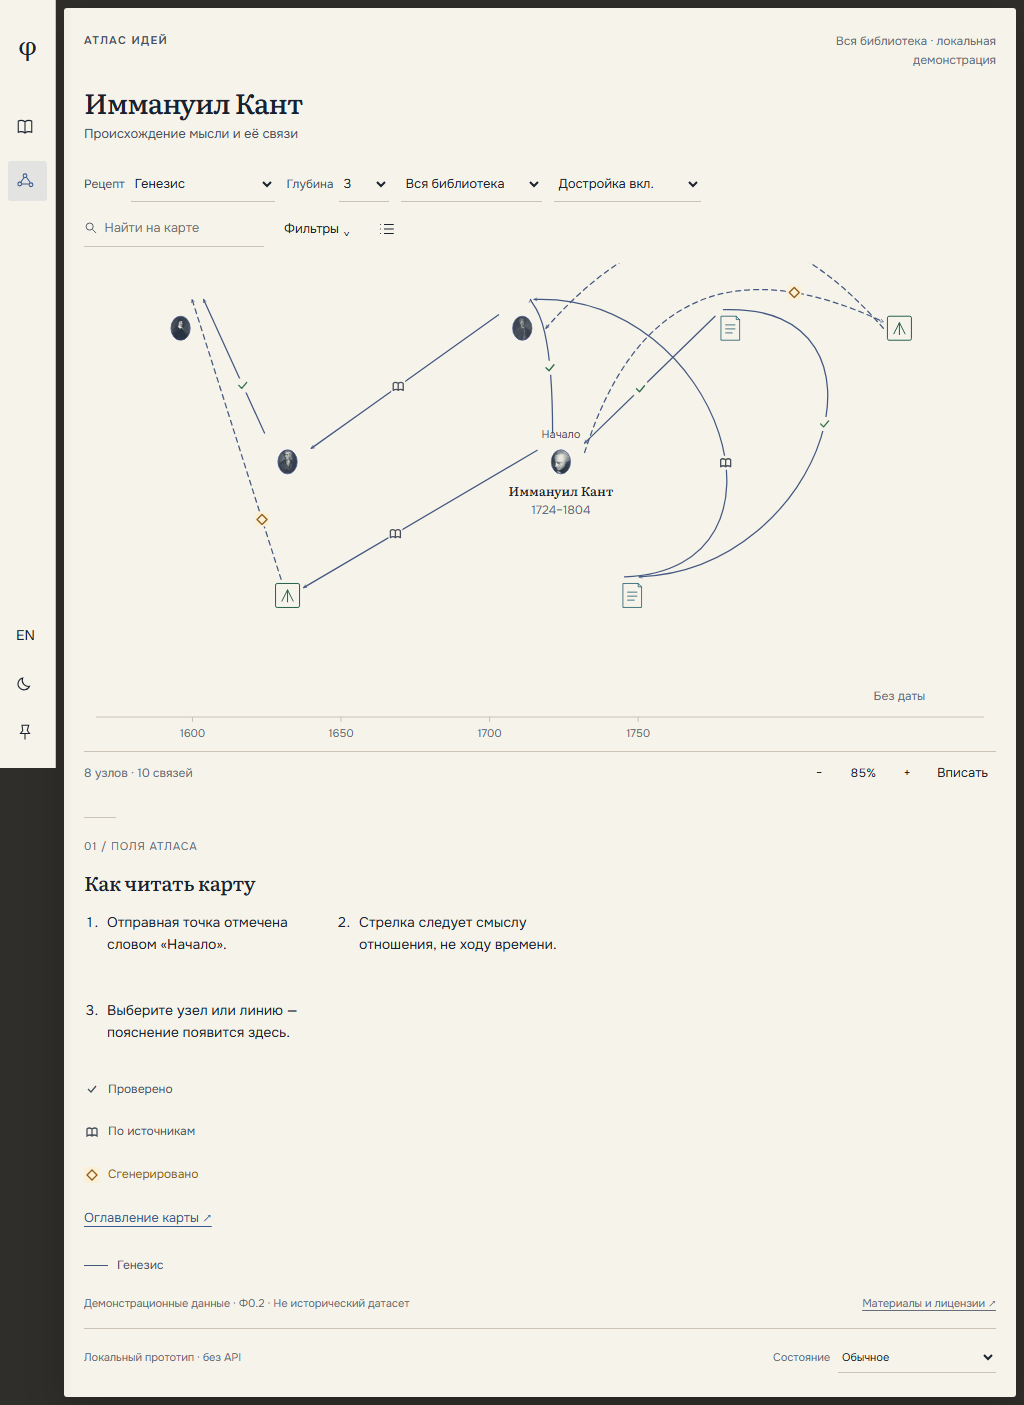 φ
АТЛАС ИДЕЙ
Вся библиотека · локальная
демонстрация
Иммануил Кант
Происхождение мысли и её связи
Рецепт Генезис Глубина 3 Вся библиотека Достройка вкл.
Найти на карте Фильтры
Начало
Иммануил Кант
1724–1804
EN
Без даты
1600 1650 1700 1750
8 узлов · 10 связей − 85% + Вписать
01 / ПОЛЯ АТЛАСА
Как читать карту
1. Отправная точка отмечена
словом «Начало».
2. Стрелка следует смыслу
отношения, не ходу времени.
3. Выберите узел или линию —
пояснение появится здесь.
Проверено
По источникам
Сгенерировано
Оглавление карты ↗
Генезис
Демонстрационные данные · Ф0.2 · Не исторический датасет Материалы и лицензии ↗
Локальный прототип · без API Состояние Обычное